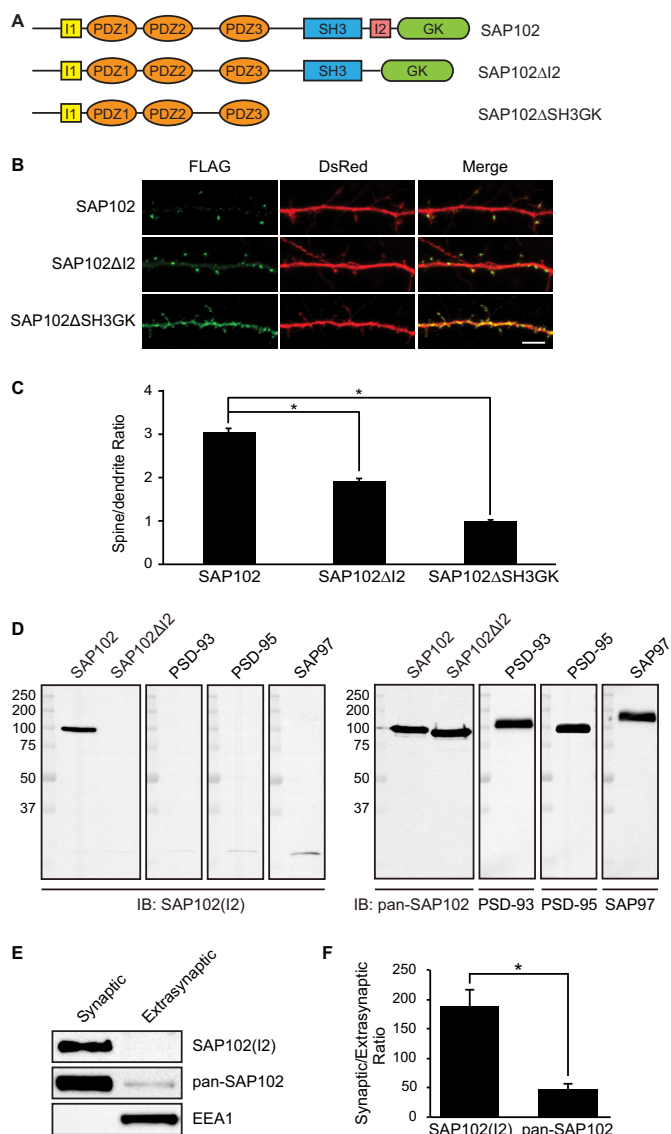 A
I1 PDZ1 PDZ2 PDZ3 SH3 I2 GK SAP102
I1 PDZ1 PDZ2 PDZ3 SH3 GK SAP102ΔI2
I1 PDZ1 PDZ2 PDZ3 SAP102ΔSH3GK
B
FLAG DsRed Merge
SAP102
SAP102ΔI2
SAP102ΔSH3GK
C
Spine/dendrite Ratio
4
3
2
1
0
*
*
SAP102 SAP102ΔI2 SAP102ΔSH3GK
D
SAP102 SAP102ΔI2 PSD-93 PSD-95 SAP97
250
200
100
75
50
37
IB: SAP102(I2)
SAP102 SAP102ΔI2 PSD-93 PSD-95 SAP97
250
200
100
75
50
37
IB: pan-SAP102 PSD-93 PSD-95 SAP97
E
Synaptic Extrasynaptic
SAP102(I2)
pan-SAP102
EEA1
F
Synaptic/Extrasynaptic
Ratio
250
200
150
100
50
0
*
SAP102(I2) pan-SAP102